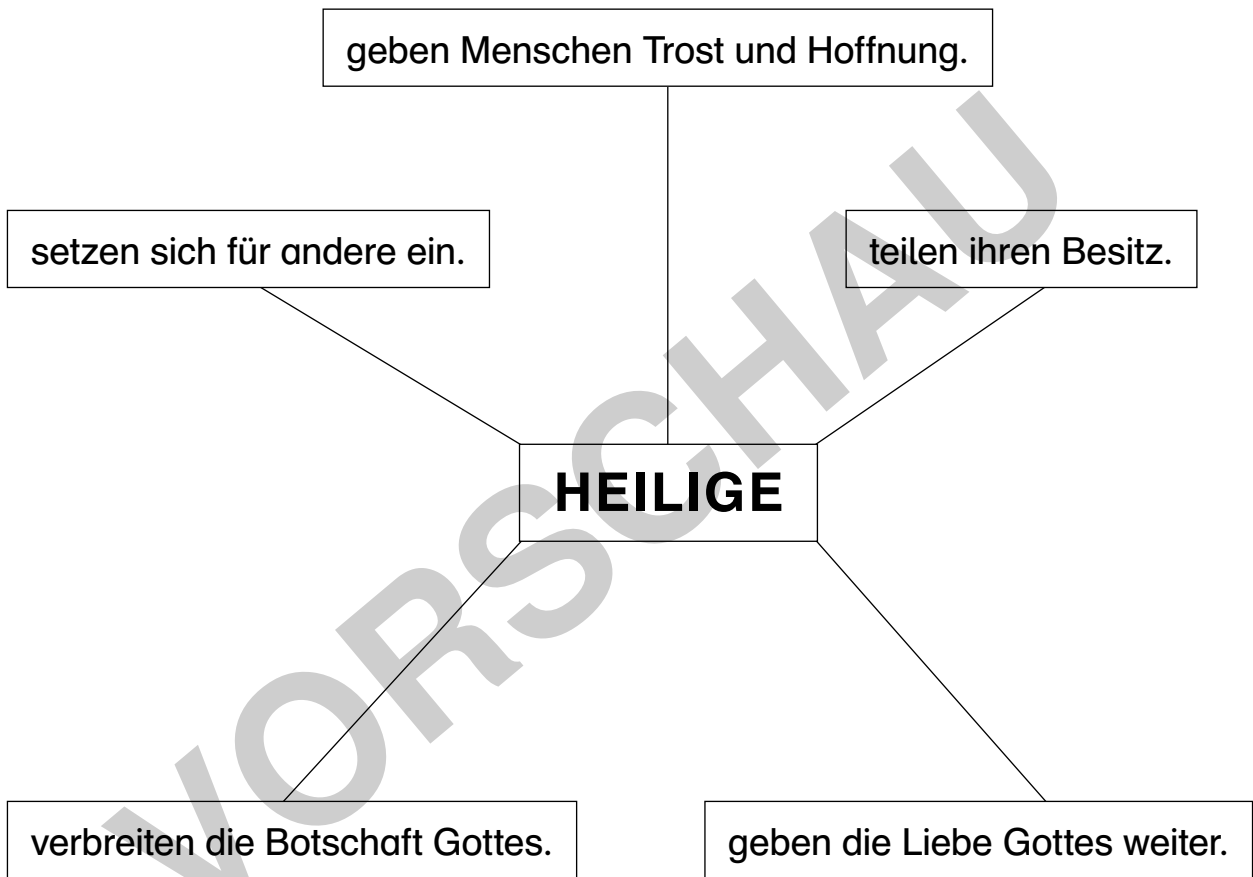 geben Menschen Trost und Hoffnung.
setzen sich für andere ein.
teilen ihren Besitz.
HEILIGE
verbreiten die Botschaft Gottes.
geben die Liebe Gottes weiter.
VORSCHAU